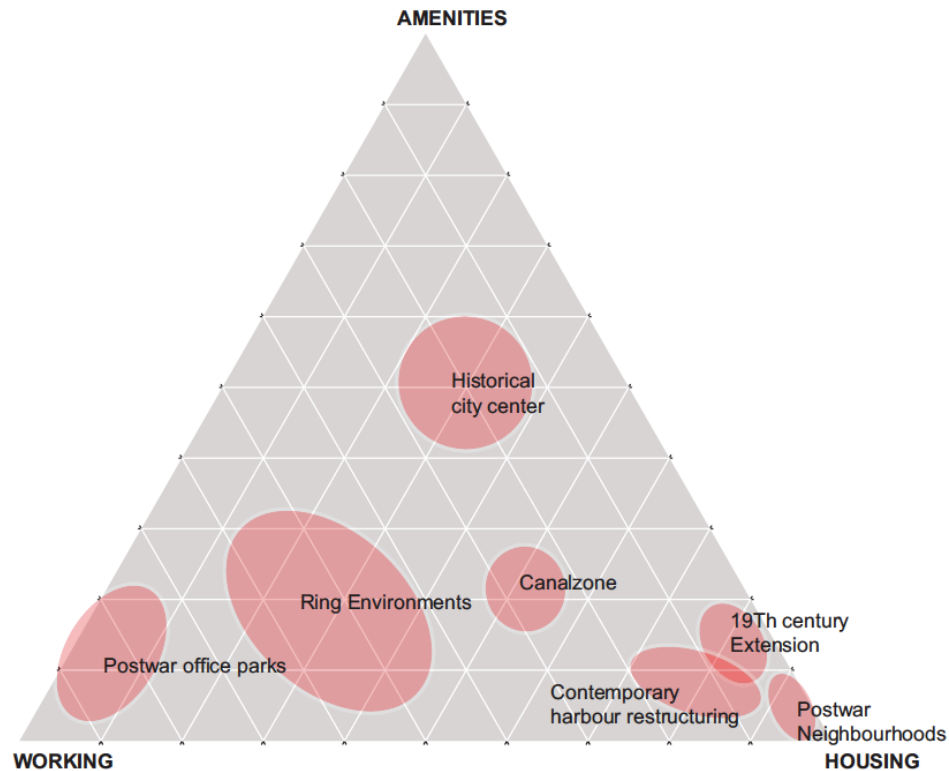 AMENITIES
Historical
city center
Canalzone
Ring Environments
19Th century
Extension
Postwar office parks
Contemporary
harbour restructuring
Postwar
Neighbourhoods
WORKING
HOUSING